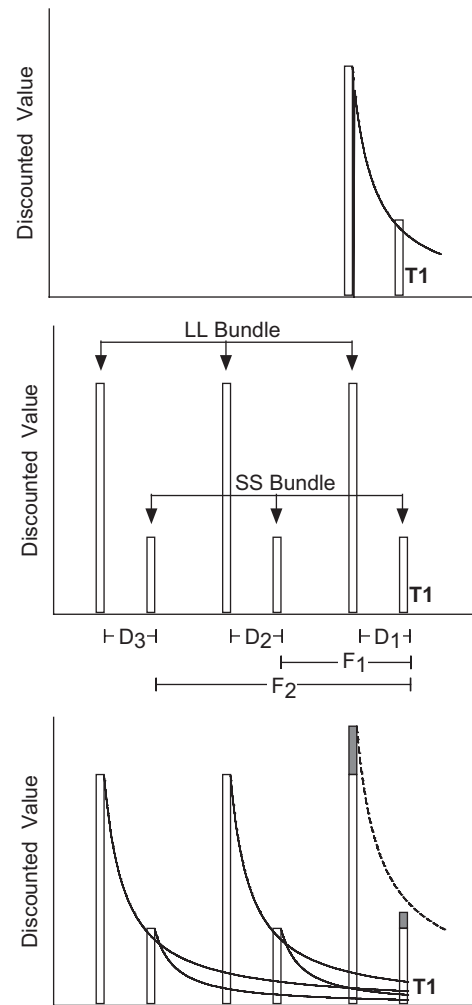 Discounted Value
T1
LL Bundle
SS Bundle
Discounted Value
T1
D3
D2
D1
F1
F2
Discounted Value
T1